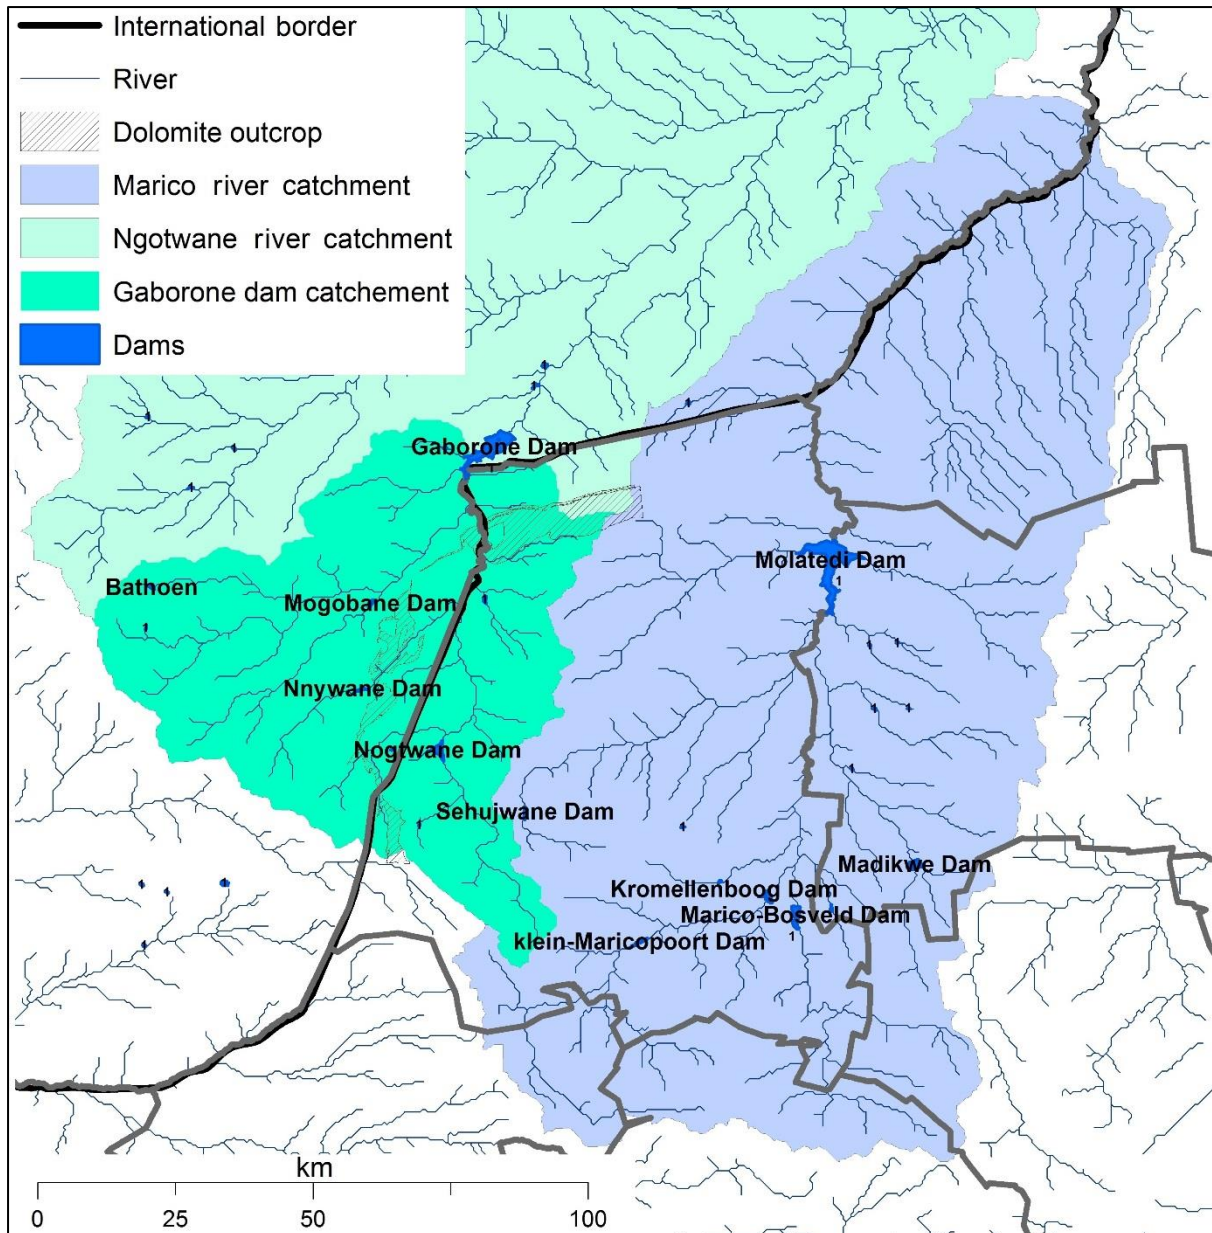 International border
River
Dolomite outcrop
Marico river catchment
Ngotwane river catchment
Gaborone dam catchement
Dams
Gaborone Dam
Molatedi Dam
1
Bathoen
Mogobane Dam
Nnywane Dam
Nogtwane Dam
Sehujwane Dam
Madikwe Dam
Kromellenboog Dam
Marico-Bosveld Dam
1
klein-Maricopoort Dam
km
0 25 50 100